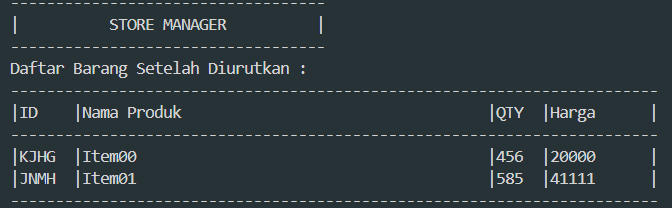 STORE MANAGER
Daftar Barang Setelah Diurutkan :
|ID |Nama Produk |QTY |Harga |
|KJHG |Item00 |456 |20000 |
|JNMH |Item01 |585 |41111 |